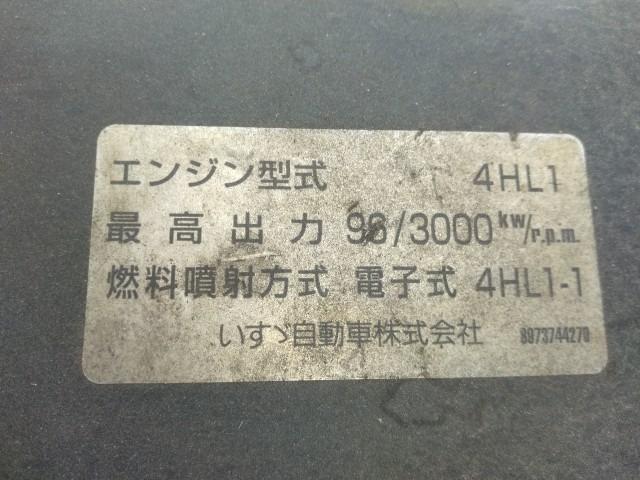 エンジン型式 4HL1
最高出力 96/3000 kw/r.p.m.
燃料噴射方式 電子式 4HL1-1
いすゞ自動車株式会社 8973744270